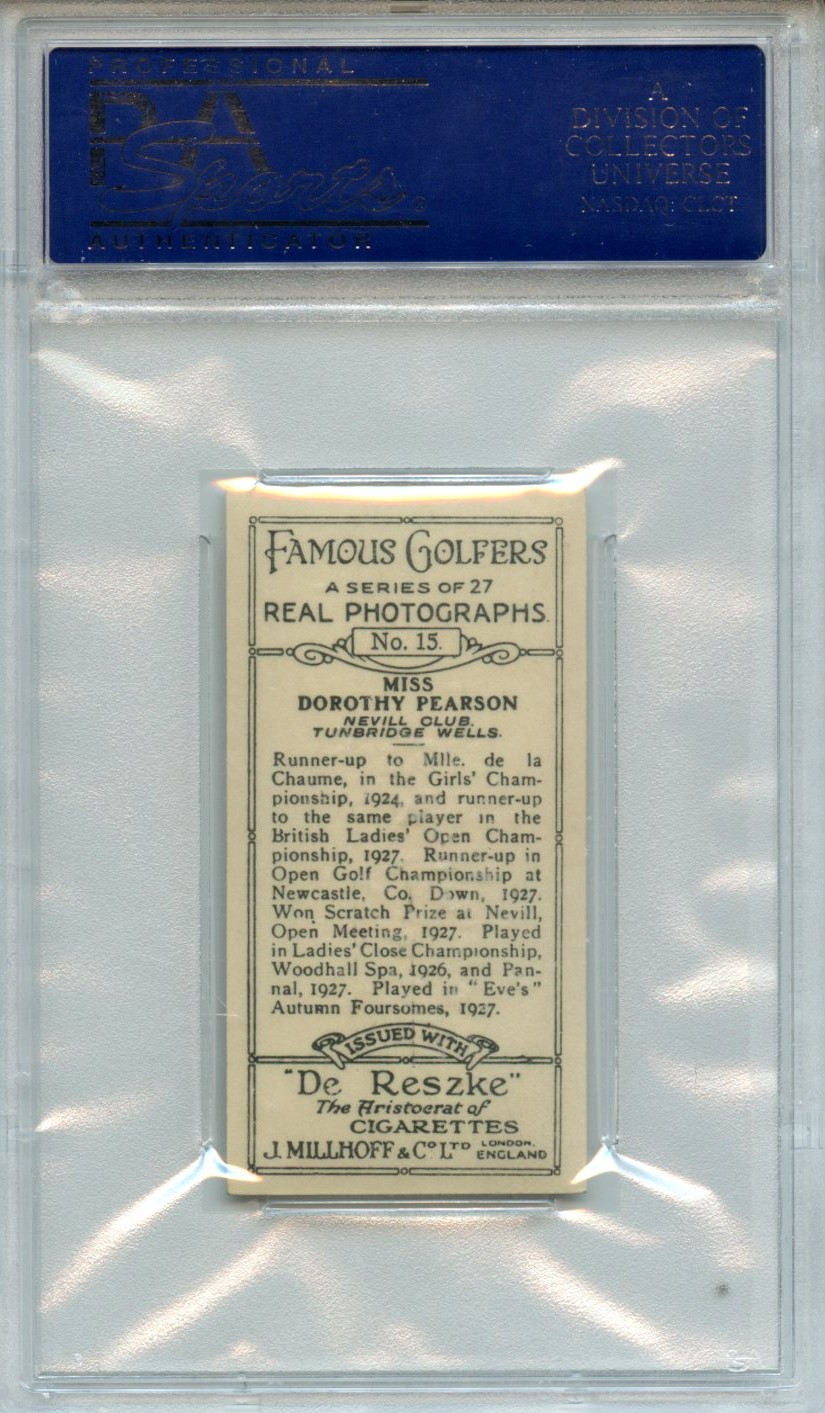 PROFESSIONAL
PSA
Sports®
AUTHENTICATOR
A
DIVISION OF
COLLECTORS
UNIVERSE
NASDAQ: CLCT
FAMOUS GOLFERS
A SERIES OF 27
REAL PHOTOGRAPHS.
No. 15.
MISS
DOROTHY PEARSON
NEVILL CLUB.
TUNBRIDGE WELLS.
Runner-up to Mlle. de la
Chaume, in the Girls' Cham-
pionship, 1924, and runner-up
to the same player in the
British Ladies' Open Cham-
pionship, 1927. Runner-up in
Open Golf Championship at
Newcastle, Co. Down, 1927.
Won Scratch Prize at Nevill,
Open Meeting, 1927. Played
in Ladies' Close Championship,
Woodhall Spa, 1926, and Pan-
nal, 1927. Played in "Eve's"
Autumn Foursomes, 1927.
ISSUED WITH
"De Reszke"
The Aristocrat of
CIGARETTES
J. MILLHOFF & Co LTD LONDON. ENGLAND